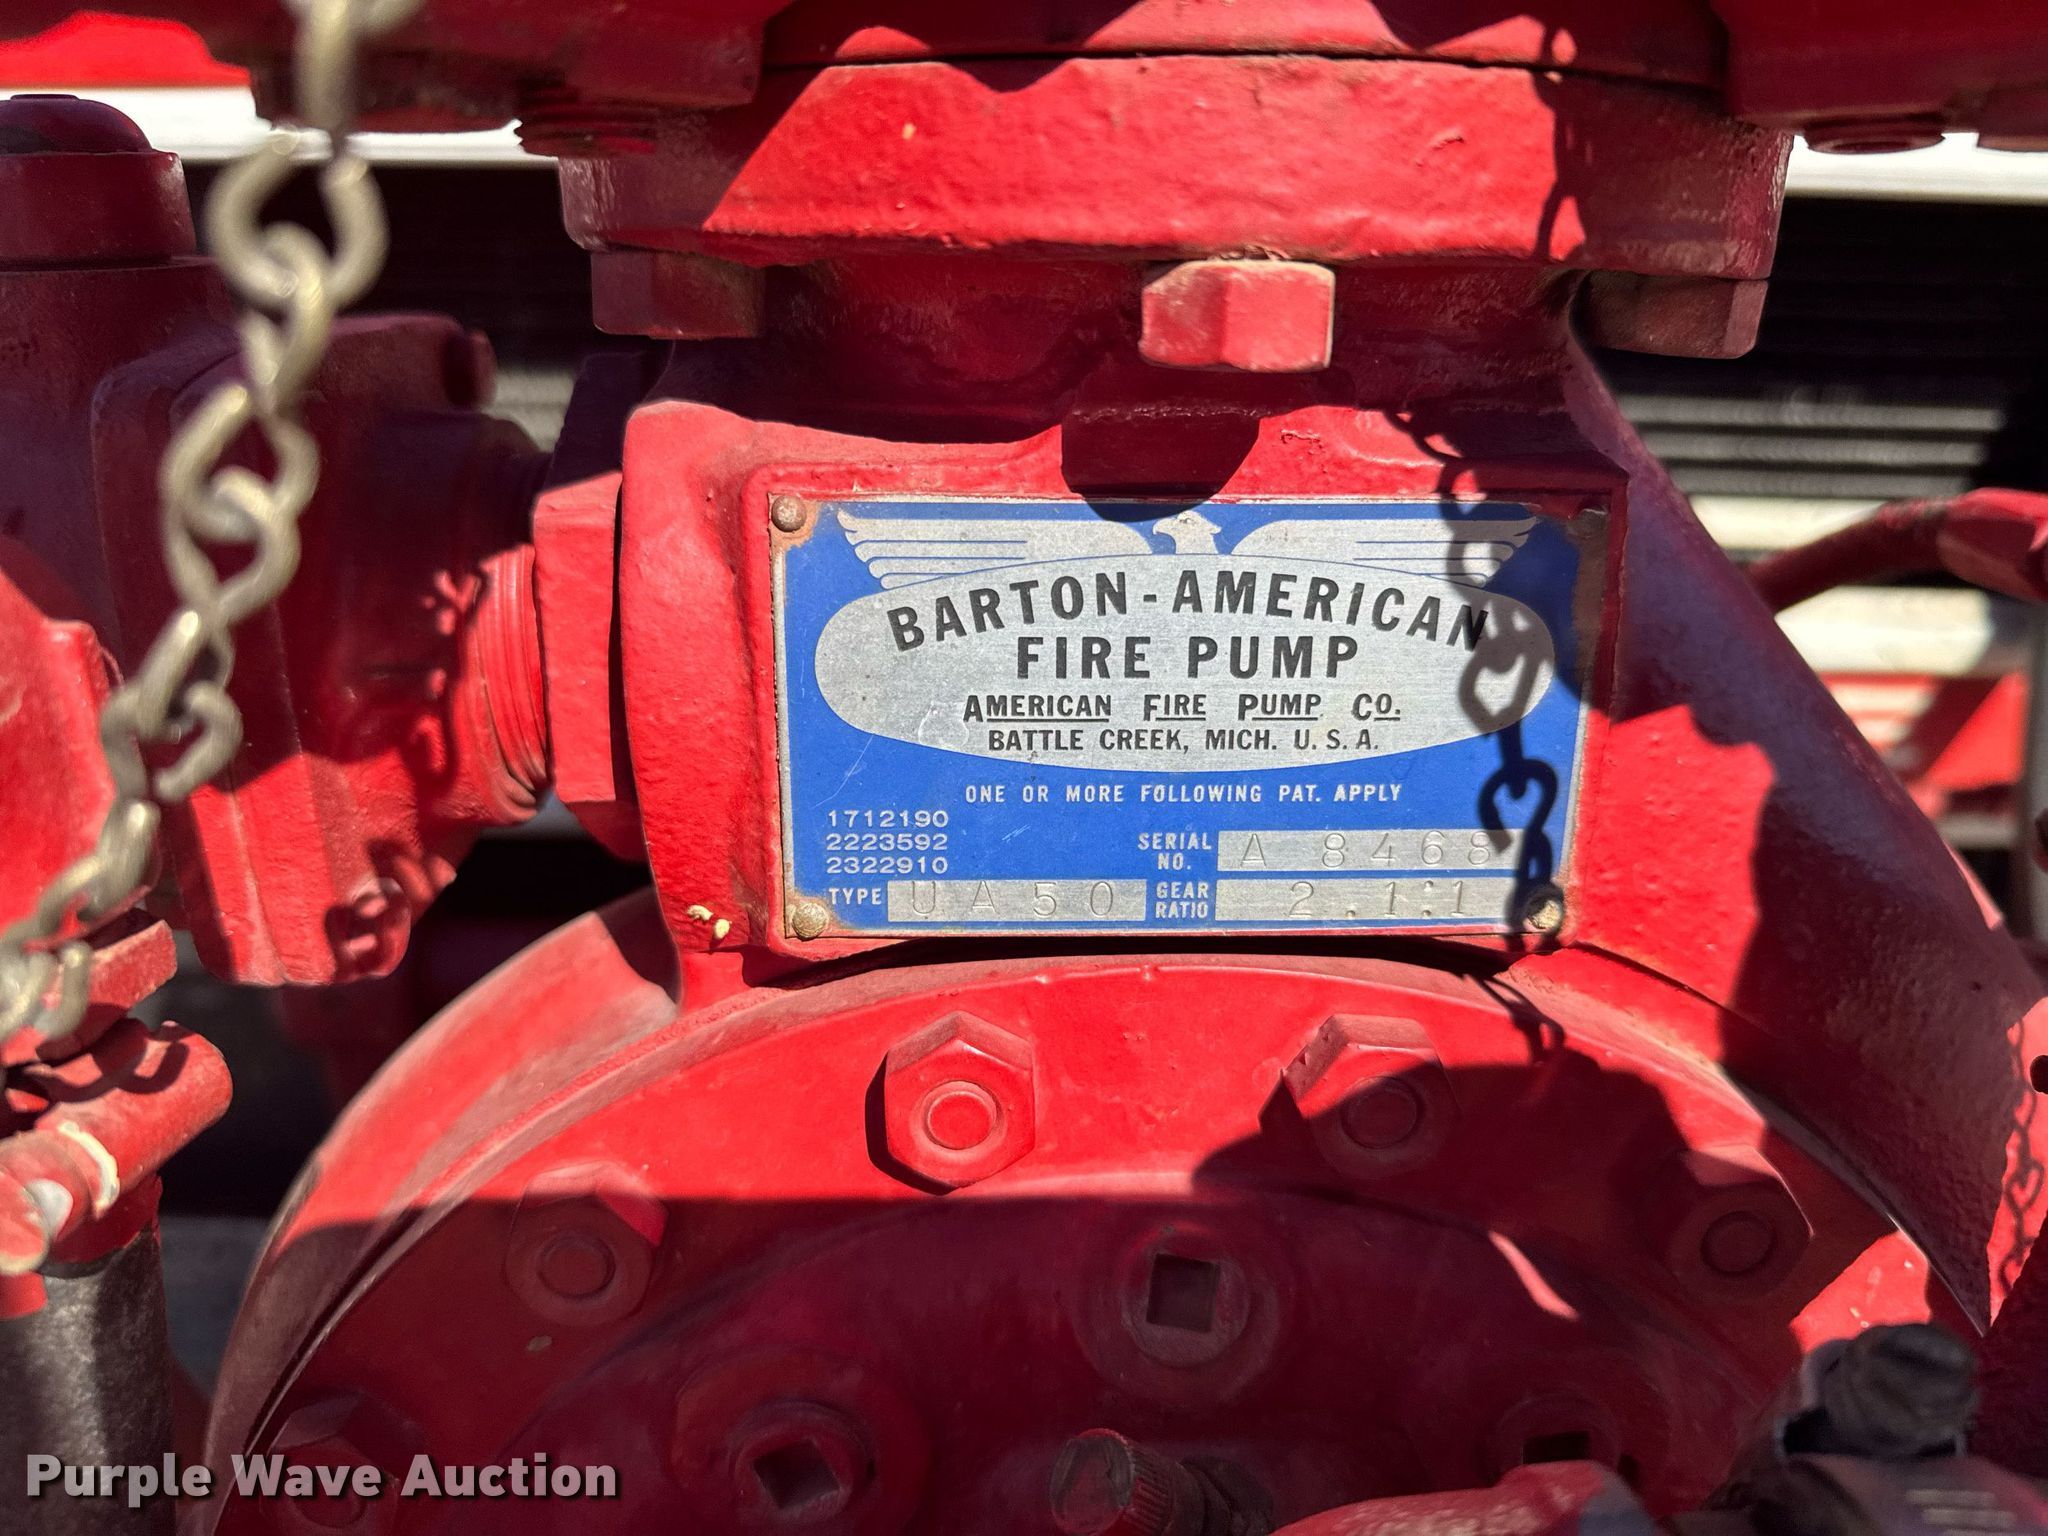 BARTON-AMERICAN
FIRE PUMP
AMERICAN FIRE PUMP CO.
BATTLE CREEK, MICH. U. S. A.
ONE OR MORE FOLLOWING PAT. APPLY
1712190
2223592
2322910
SERIAL NO. A 8468
TYPE UA50 GEAR RATIO 2.1:1
Purple Wave Auction